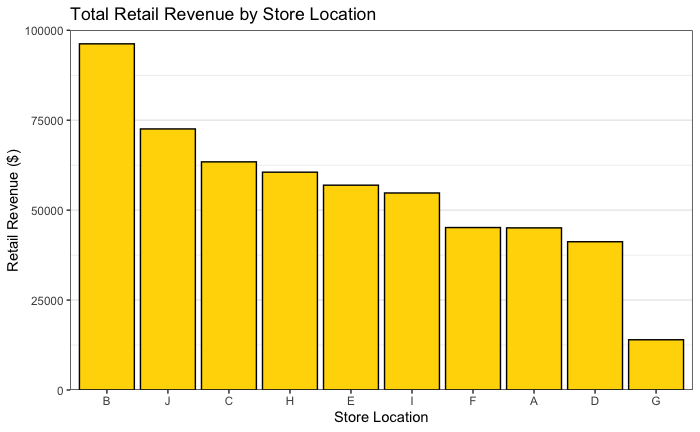 Total Retail Revenue by Store Location
Retail Revenue ($)
100000
75000
50000
25000
0
B J C H E I F A D G
Store Location